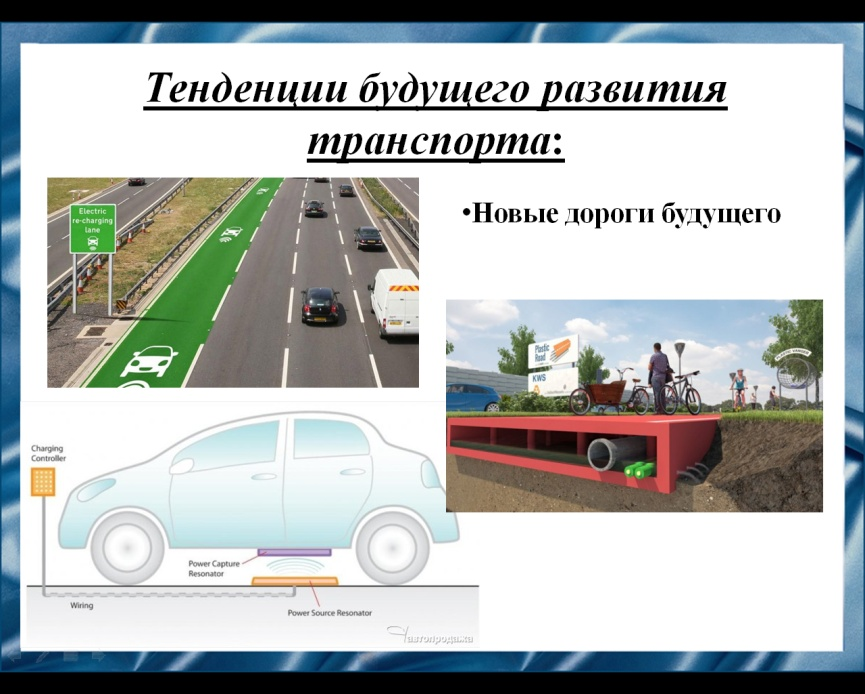 Тенденции будущего развития
транспорта:
Electric
re-charging
lane
•Новые дороги будущего
Plastic
Road
KWS
Charging
Controller
Power Capture
Resonator
Wiring
Power Source Resonator
автопродажа